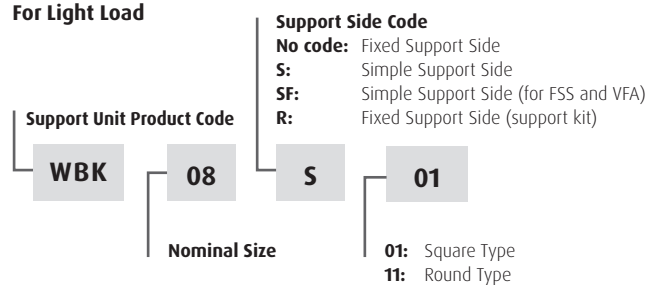 For Light Load
Support Side Code
No code: Fixed Support Side
S: Simple Support Side
SF: Simple Support Side (for FSS and VFA)
R: Fixed Support Side (support kit)
Support Unit Product Code
WBK 08 S 01
Nominal Size
01: Square Type
11: Round Type